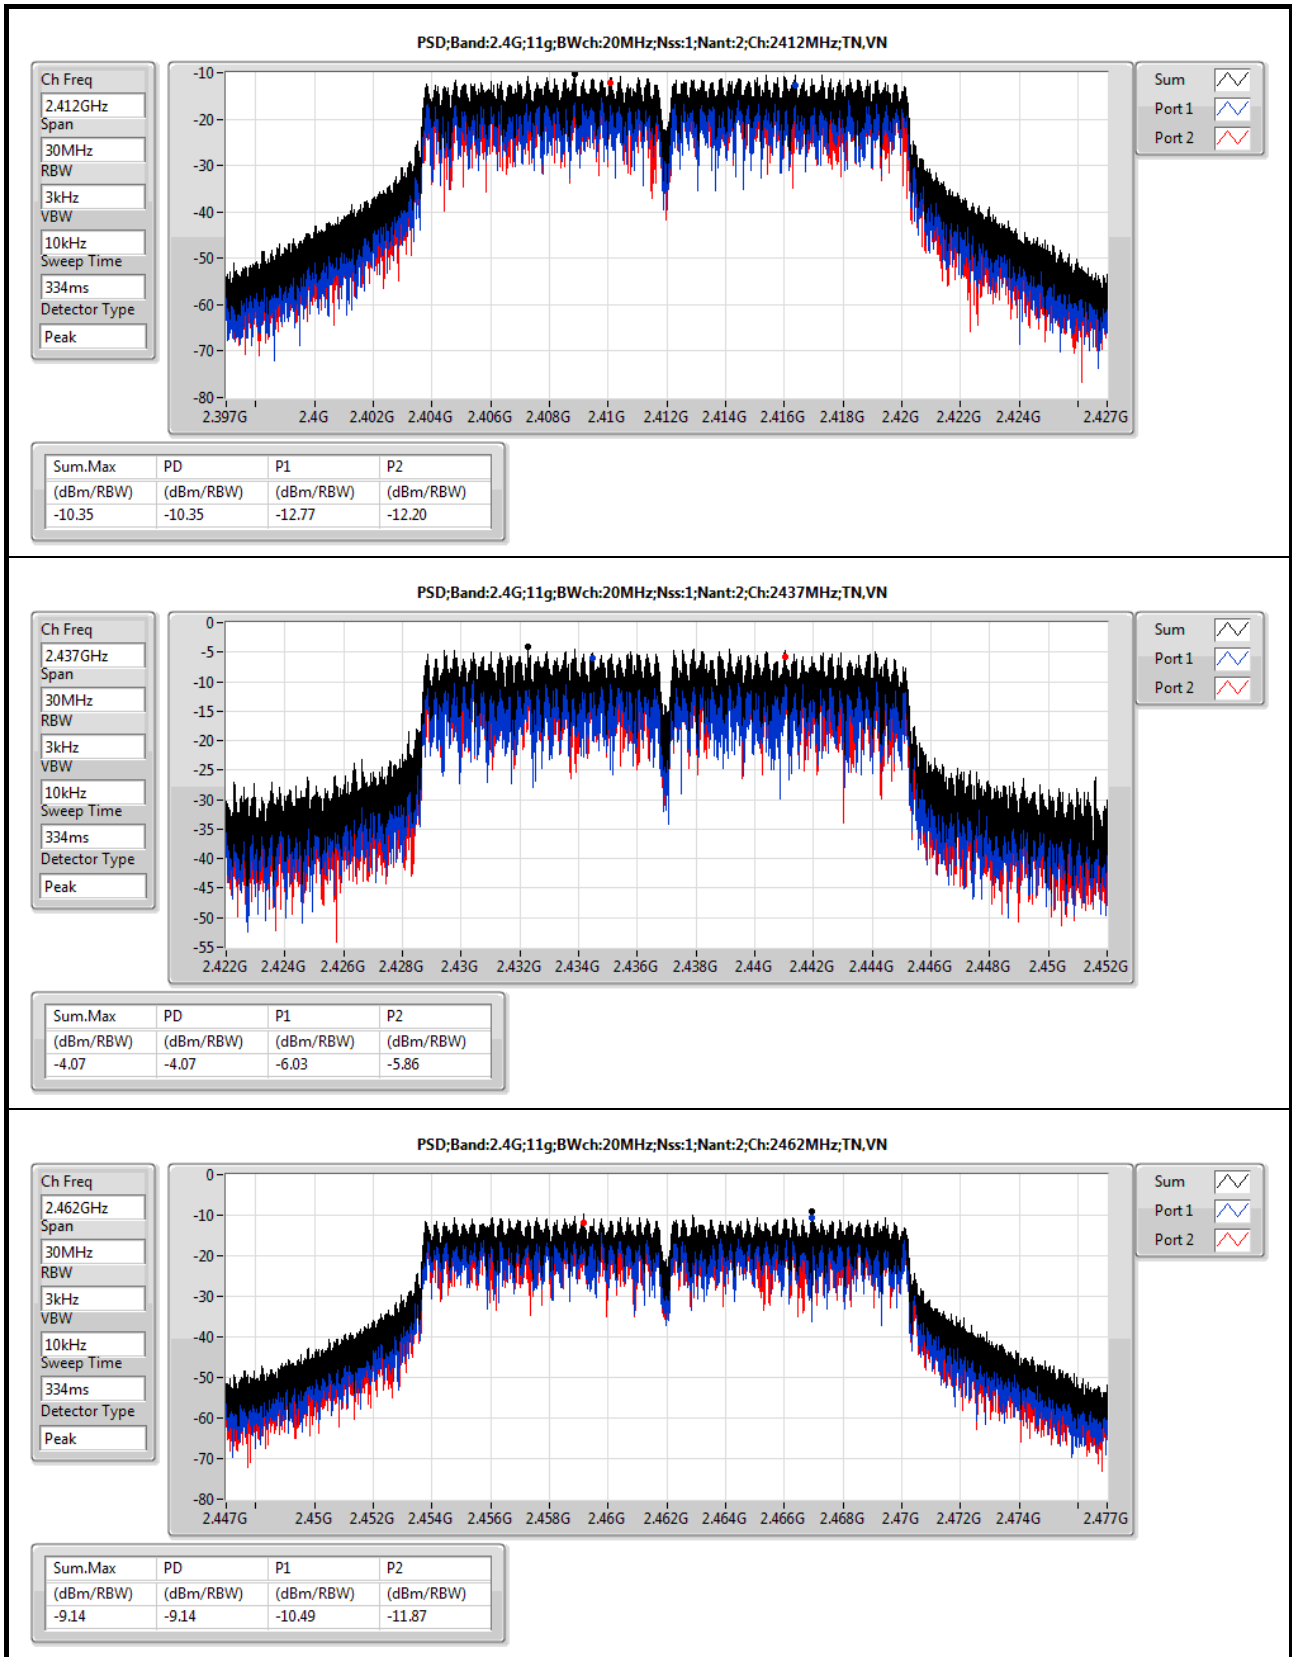 PSD;Band:2.4G;11g;BWch:20MHz;Nss:1;Nant:2;Ch:2412MHz;TN,VN
Ch Freq
2.412GHz
Span
30MHz
RBW
3kHz
VBW
10kHz
Sweep Time
334ms
Detector Type
Peak
-10
-20
-30
-40
-50
-60
-70
-80
2.397G 2.4G 2.402G 2.404G 2.406G 2.408G 2.41G 2.412G 2.414G 2.416G 2.418G 2.42G 2.422G 2.424G 2.427G
Sum
Port 1
Port 2
Sum.Max PD P1 P2
(dBm/RBW) (dBm/RBW) (dBm/RBW) (dBm/RBW)
-10.35 -10.35 -12.77 -12.20
PSD;Band:2.4G;11g;BWch:20MHz;Nss:1;Nant:2;Ch:2437MHz;TN,VN
Ch Freq
2.437GHz
Span
30MHz
RBW
3kHz
VBW
10kHz
Sweep Time
334ms
Detector Type
Peak
0
-5
-10
-15
-20
-25
-30
-35
-40
-45
-50
-55
2.422G 2.424G 2.426G 2.428G 2.43G 2.432G 2.434G 2.436G 2.438G 2.44G 2.442G 2.444G 2.446G 2.448G 2.45G 2.452G
Sum
Port 1
Port 2
Sum.Max PD P1 P2
(dBm/RBW) (dBm/RBW) (dBm/RBW) (dBm/RBW)
-4.07 -4.07 -6.03 -5.86
PSD;Band:2.4G;11g;BWch:20MHz;Nss:1;Nant:2;Ch:2462MHz;TN,VN
Ch Freq
2.462GHz
Span
30MHz
RBW
3kHz
VBW
10kHz
Sweep Time
334ms
Detector Type
Peak
0
-10
-20
-30
-40
-50
-60
-70
-80
2.447G 2.45G 2.452G 2.454G 2.456G 2.458G 2.46G 2.462G 2.464G 2.466G 2.468G 2.47G 2.472G 2.474G 2.477G
Sum
Port 1
Port 2
Sum.Max PD P1 P2
(dBm/RBW) (dBm/RBW) (dBm/RBW) (dBm/RBW)
-9.14 -9.14 -10.49 -11.87